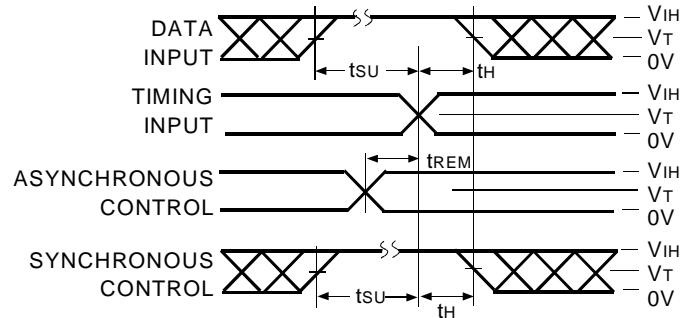 DATA
INPUT
tSU
tH
VIH
VT
0V
TIMING
INPUT
VIH
VT
0V
ASYNCHRONOUS
CONTROL
tREM
VIH
VT
0V
SYNCHRONOUS
CONTROL
tSU
tH
VIH
VT
0V